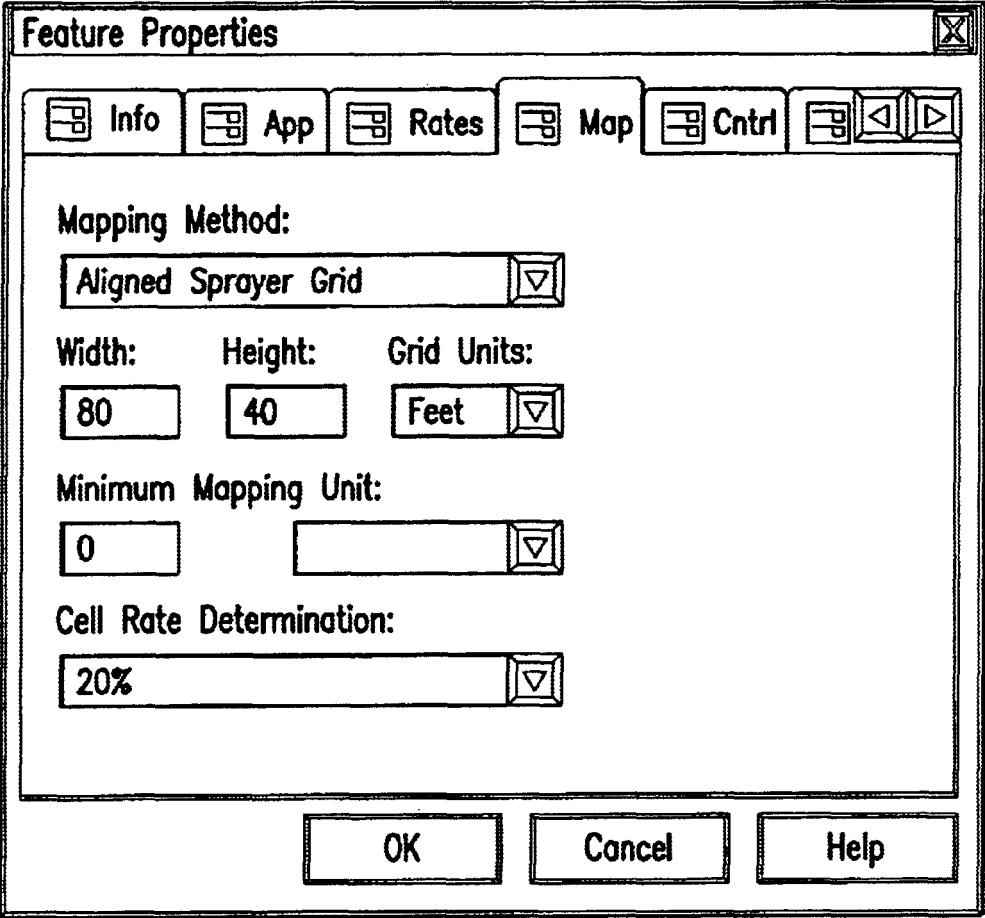 Feature Properties
Info App Rates Map Cntrl
Mapping Method:
Aligned Sprayer Grid
Width: Height: Grid Units:
80 40 Feet
Minimum Mapping Unit:
0
Cell Rate Determination:
20%
OK Cancel Help